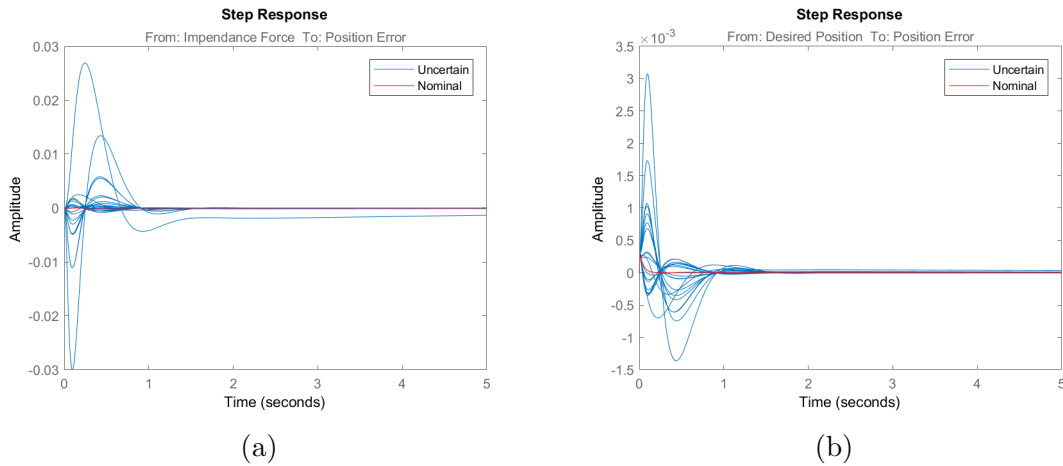 Step Response
From: Impendance Force To: Position Error
0.03
0.02
0.01
0
-0.01
-0.02
-0.03
Amplitude
Uncertain
Nominal
0 1 2 3 4 5
Time (seconds)
(a)
Step Response
From: Desired Position To: Position Error
×10⁻³
3.5
3
2.5
2
1.5
1
0.5
0
-0.5
-1
-1.5
Amplitude
Uncertain
Nominal
0 1 2 3 4 5
Time (seconds)
(b)